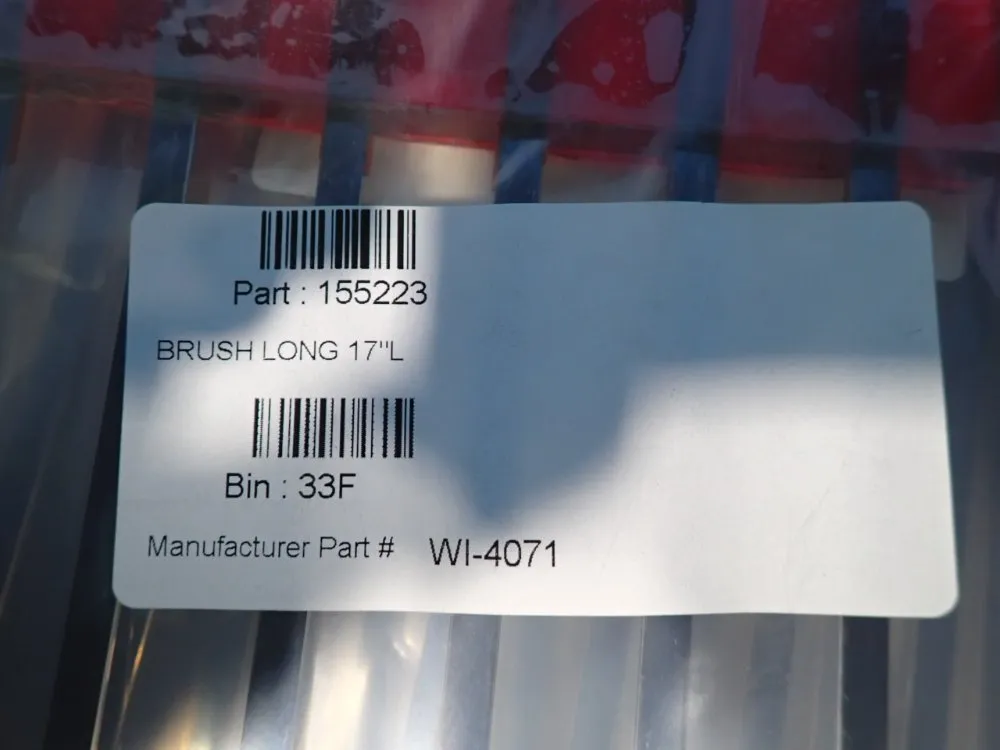 Part : 155223
BRUSH LONG 17"L
Bin : 33F
Manufacturer Part # WI-4071